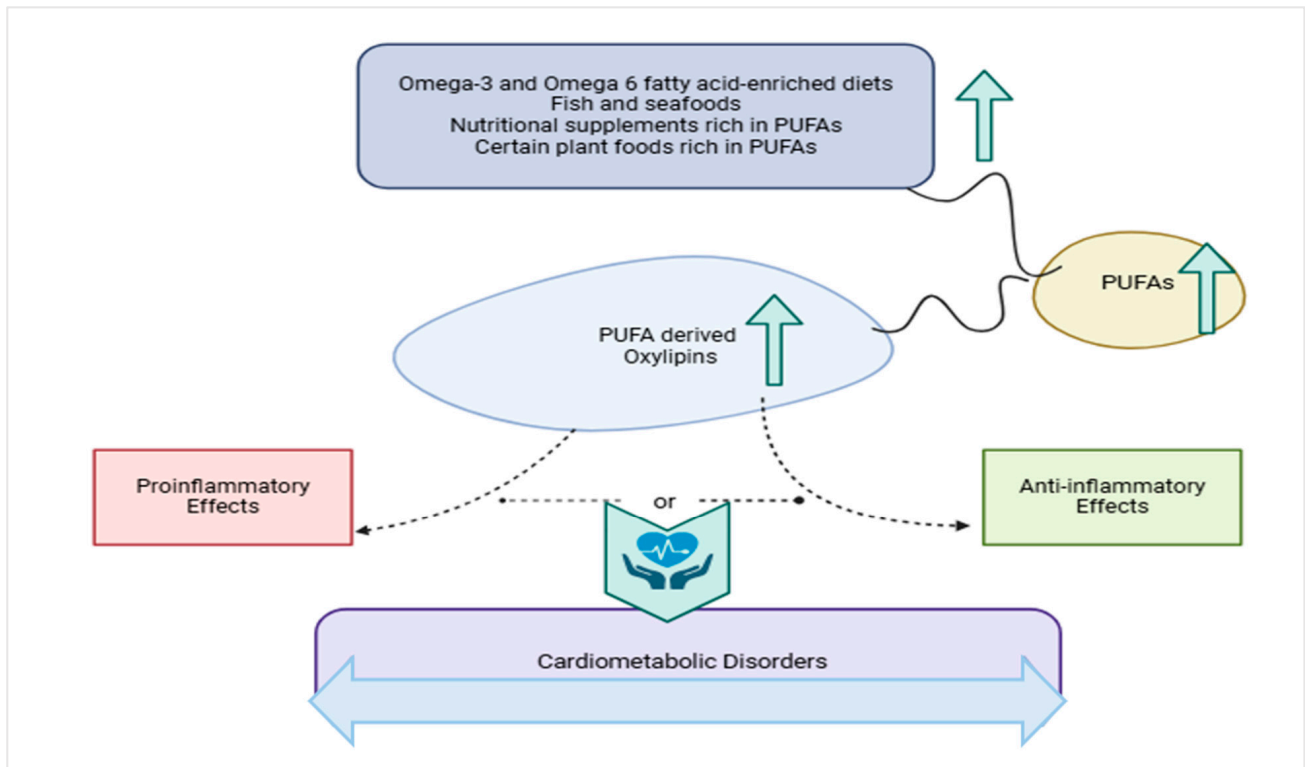 Omega-3 and Omega 6 fatty acid-enriched diets
Fish and seafoods
Nutritional supplements rich in PUFAs
Certain plant foods rich in PUFAs
PUFAs
PUFA derived
Oxylipins
Proinflammatory
Effects
or
Anti-inflammatory
Effects
Cardiometabolic Disorders